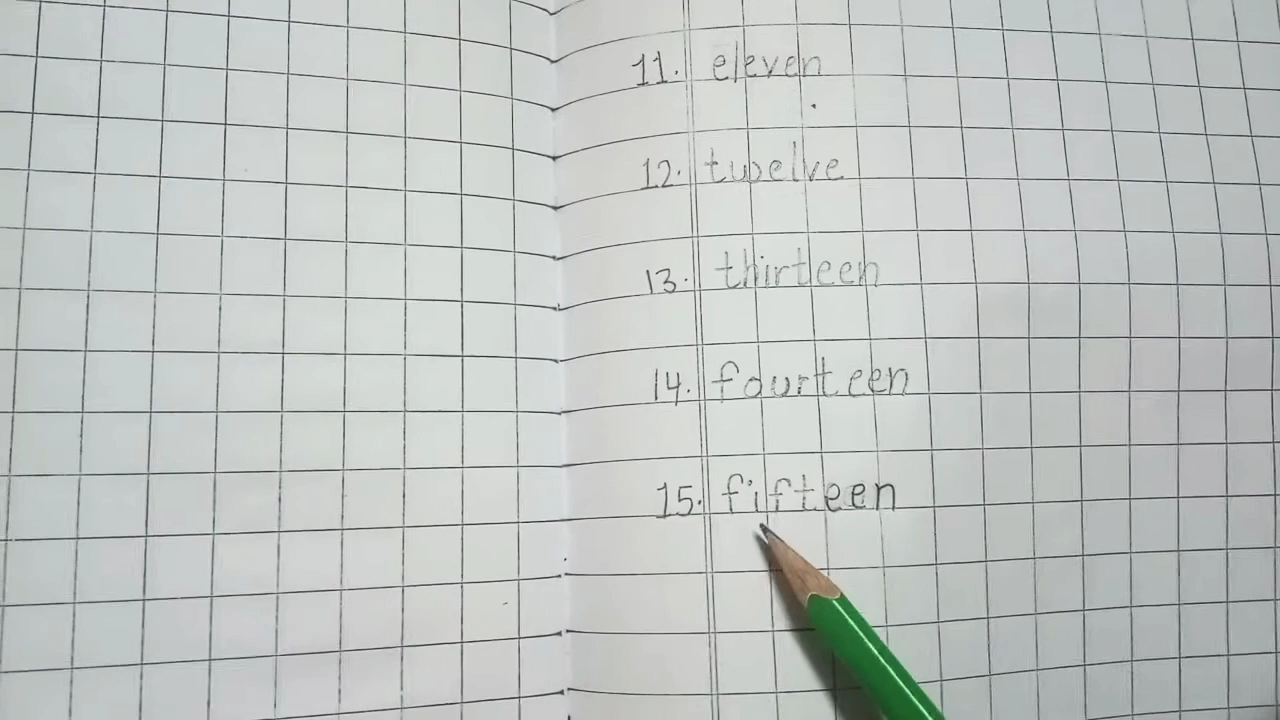 11. eleven
12. twelve
13. thirteen
14. fourteen
15. fifteen